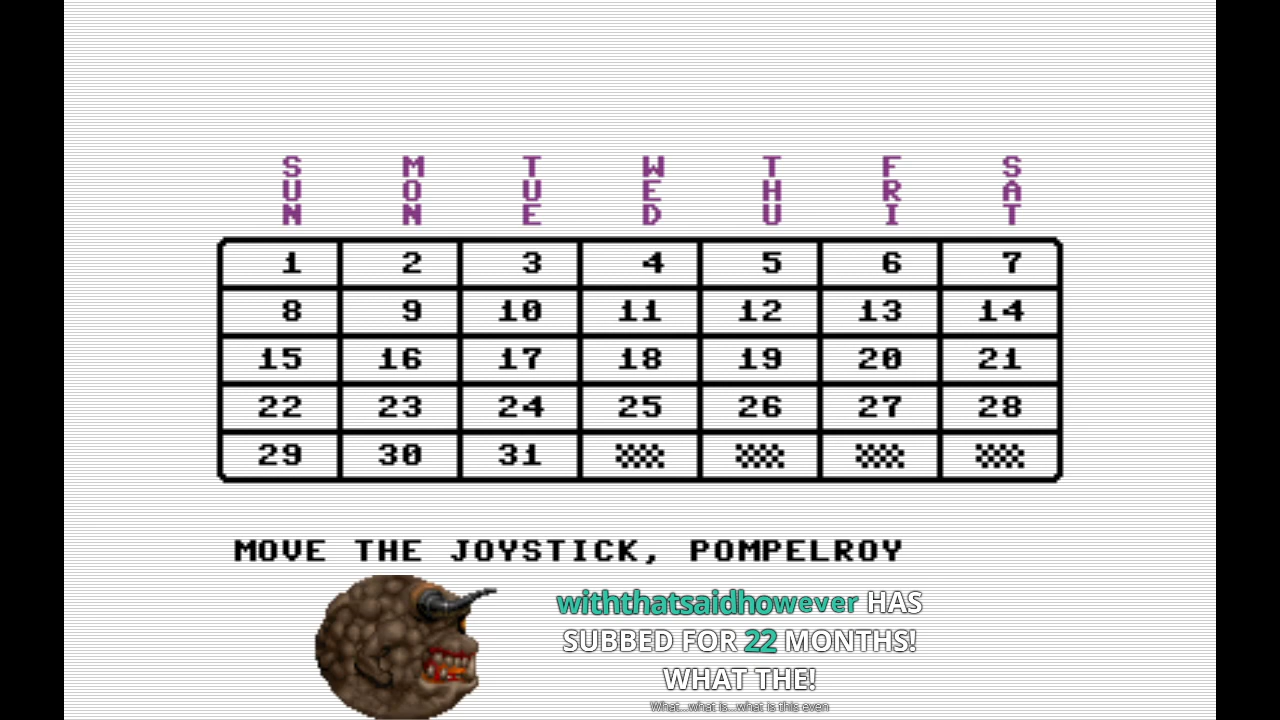 SUN MON TUE WED THU FRI SAT
1 2 3 4 5 6 7
8 9 10 11 12 13 14
15 16 17 18 19 20 21
22 23 24 25 26 27 28
29 30 31
MOVE THE JOYSTICK, POMPELROY
withthatsaidhowever HAS
SUBBED FOR 22 MONTHS!
WHAT THE!
What...what is...what is this even